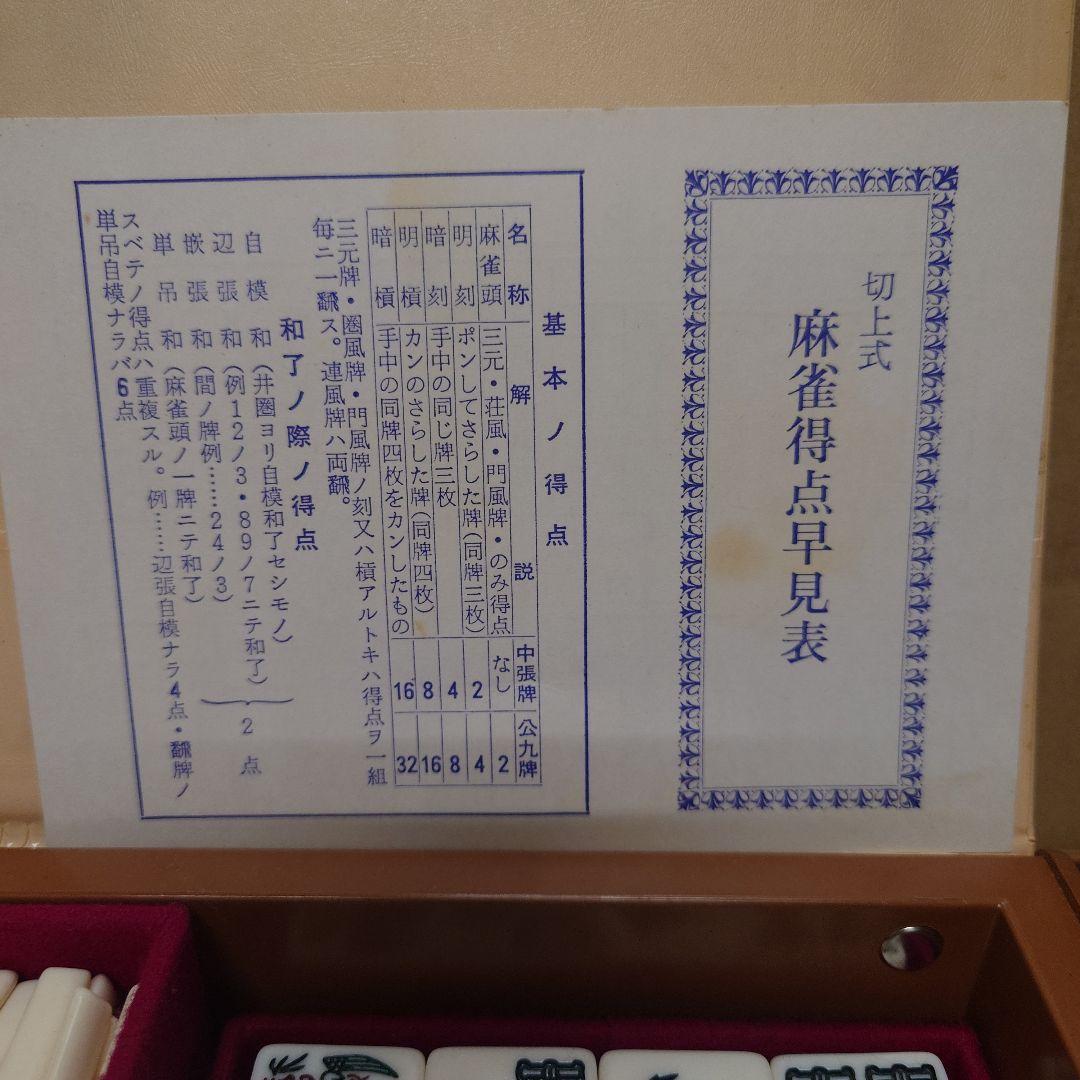 切上式
麻雀得点早見表
基本ノ得点
名称 解説 中張牌 公九牌
麻雀頭 三元・荘風・門風牌・のみ得点 なし 2
明刻 ポンしてさらした牌(同牌三枚) 2 4
暗刻 手中の同じ牌三枚 4 8
明槓 カンのさらした牌(同牌四枚) 8 16
暗槓 手中の同牌四枚をカンしたもの 16 32
三元牌・圏風牌・門風牌ノ刻又ハ槓アルトキハ得点ヲ一組
毎ニ一飜ス。連風牌ハ両飜。
和了ノ際ノ得点
自模和(井圏ヨリ自模和了セシモノ)
辺張和(例12ノ3・89ノ7ニテ和了)
嵌張和(間ノ牌例……24ノ3)
単吊和(麻雀頭ノ一牌ニテ和了)
2点
スベテノ得点ハ重複スル。例……辺張自模ナラ4点・飜牌ノ
単吊自模ナラバ6点